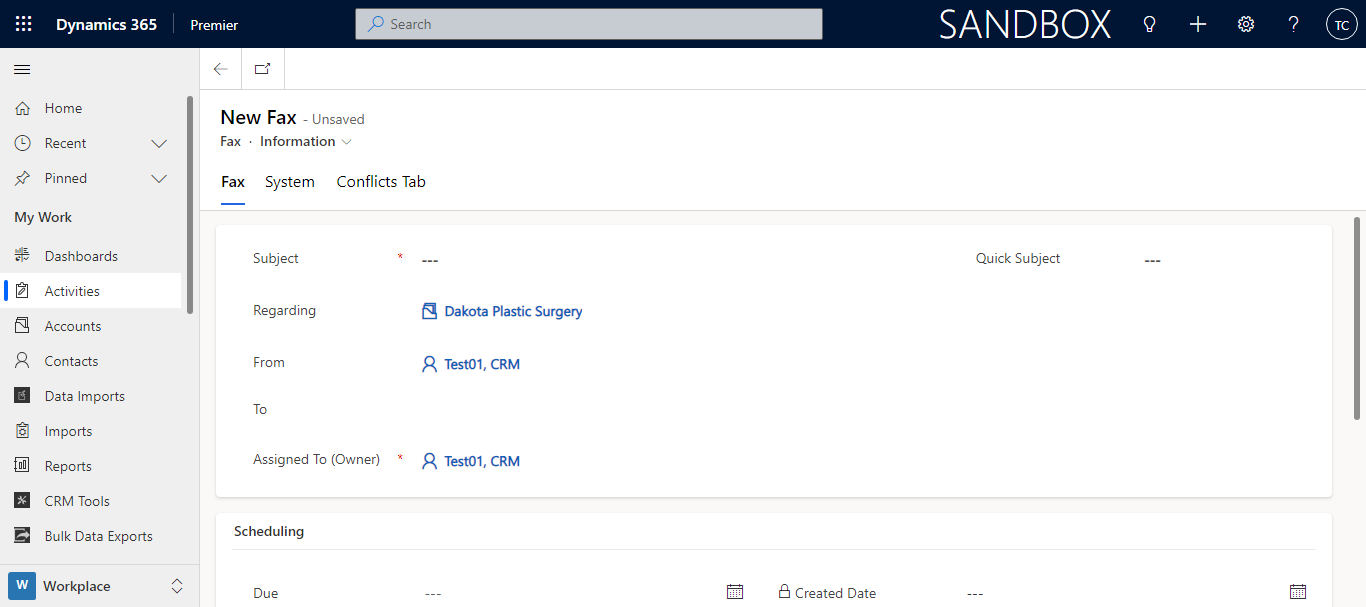 Dynamics 365 Premier Search SANDBOX TC
Home
Recent
Pinned
My Work
Dashboards
Activities
Accounts
Contacts
Data Imports
Imports
Reports
CRM Tools
Bulk Data Exports
W Workplace
New Fax - Unsaved
Fax · Information
Fax System Conflicts Tab
Subject * --- Quick Subject ---
Regarding Dakota Plastic Surgery
From Test01, CRM
To
Assigned To (Owner) * Test01, CRM
Scheduling
Due --- Created Date ---